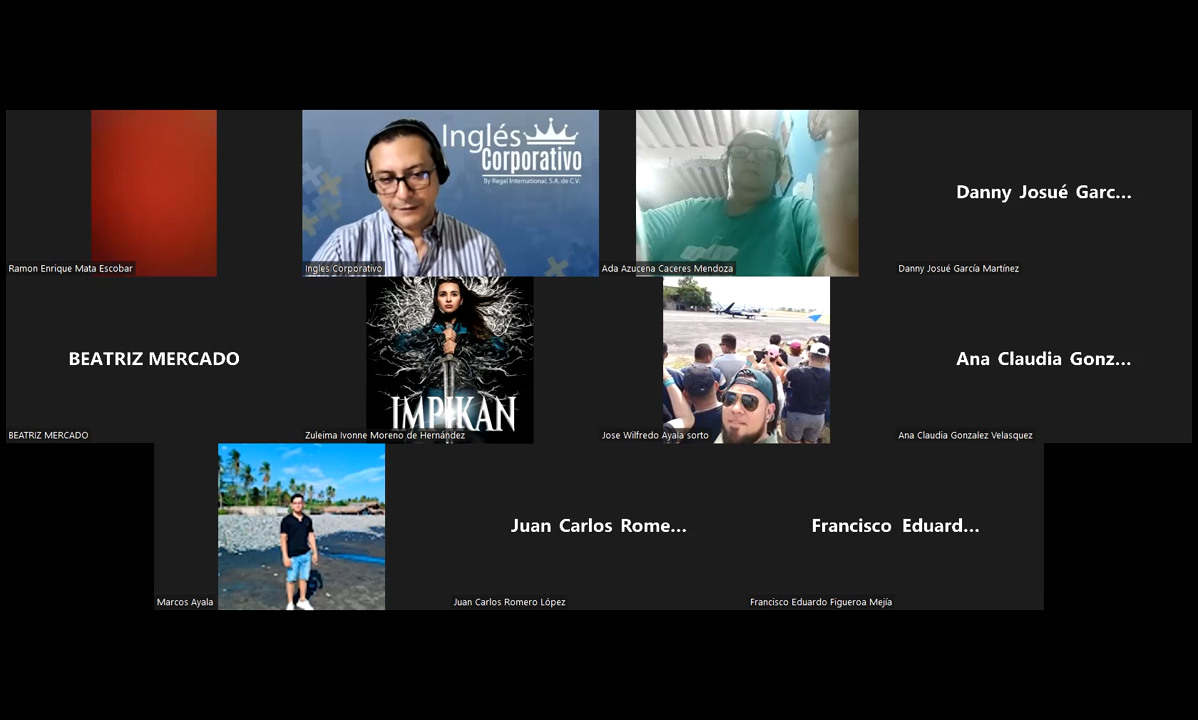 Inglés
Corporativo
By Regal International, S.A. de C.V.
Ramon Enrique Mata Escobar
Ingles Corporativo
Ada Azucena Caceres Mendoza
Danny Josué Garc...
Danny Josué García Martínez
BEATRIZ MERCADO
BEATRIZ MERCADO
IMPIKAN
Zuleima Ivonne Moreno de Hernández
Jose Wilfredo Ayala sorto
Ana Claudia Gonz...
Ana Claudia Gonzalez Velasquez
Marcos Ayala
Juan Carlos Rome...
Juan Carlos Romero López
Francisco Eduard...
Francisco Eduardo Figueroa Mejía